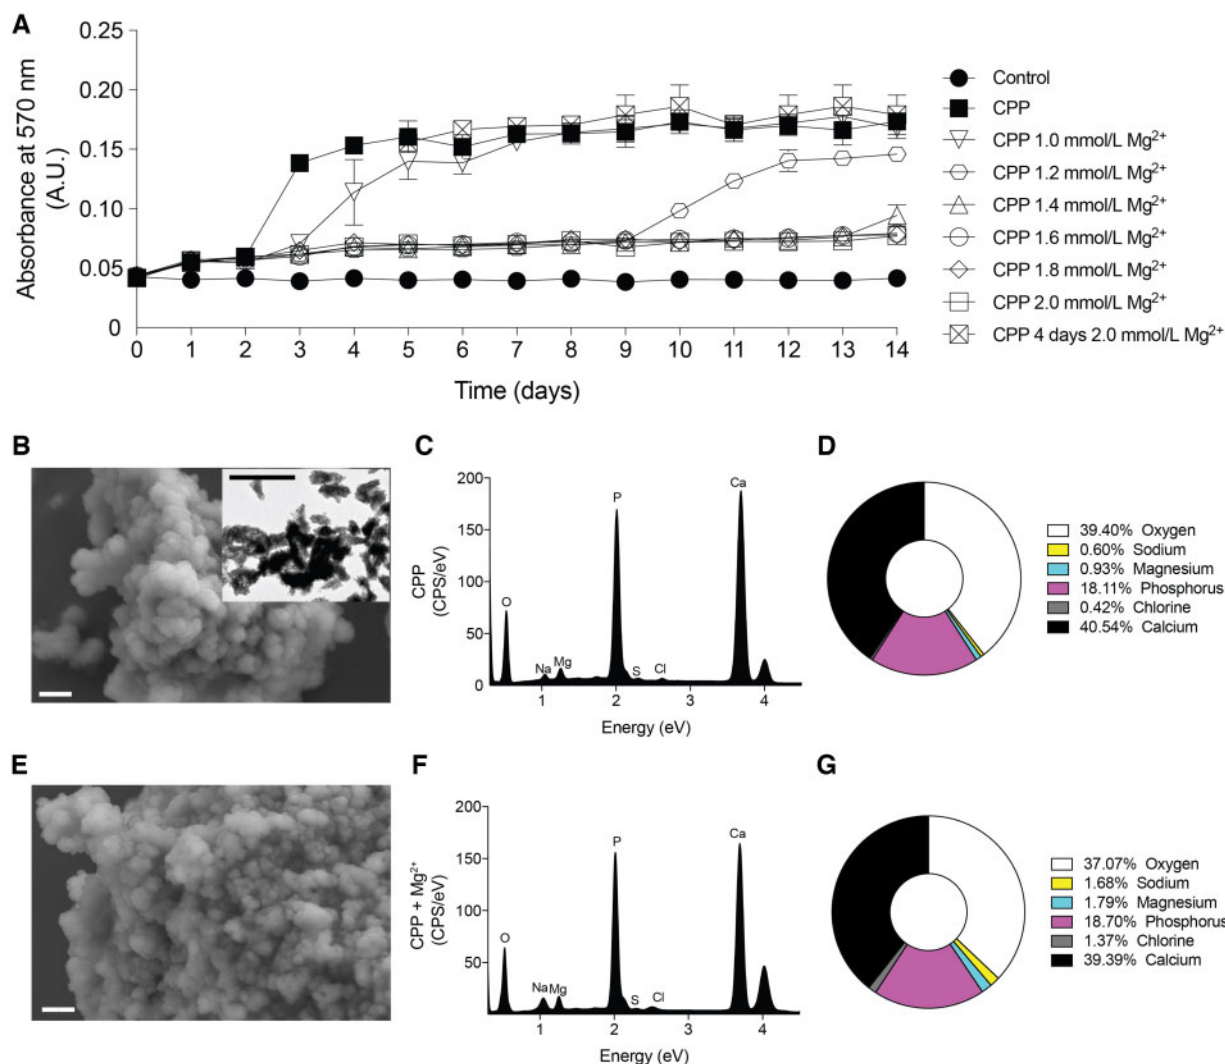 A
Absorbance at 570 nm
(A.U.)
0.25
0.20
0.15
0.10
0.05
0
0 1 2 3 4 5 6 7 8 9 10 11 12 13 14
Time (days)
Control
CPP
CPP 1.0 mmol/L Mg²⁺
CPP 1.2 mmol/L Mg²⁺
CPP 1.4 mmol/L Mg²⁺
CPP 1.6 mmol/L Mg²⁺
CPP 1.8 mmol/L Mg²⁺
CPP 2.0 mmol/L Mg²⁺
CPP 4 days 2.0 mmol/L Mg²⁺
B
C
CPP
(CPS/eV)
200
150
100
50
0
O
Na
Mg
P
S
Cl
Ca
1 2 3 4
Energy (eV)
D
39.40% Oxygen
0.60% Sodium
0.93% Magnesium
18.11% Phosphorus
0.42% Chlorine
40.54% Calcium
E
F
CPP + Mg²⁺
(CPS/eV)
200
150
100
50
O
Na
Mg
P
S
Cl
Ca
1 2 3 4
Energy (eV)
G
37.07% Oxygen
1.68% Sodium
1.79% Magnesium
18.70% Phosphorus
1.37% Chlorine
39.39% Calcium